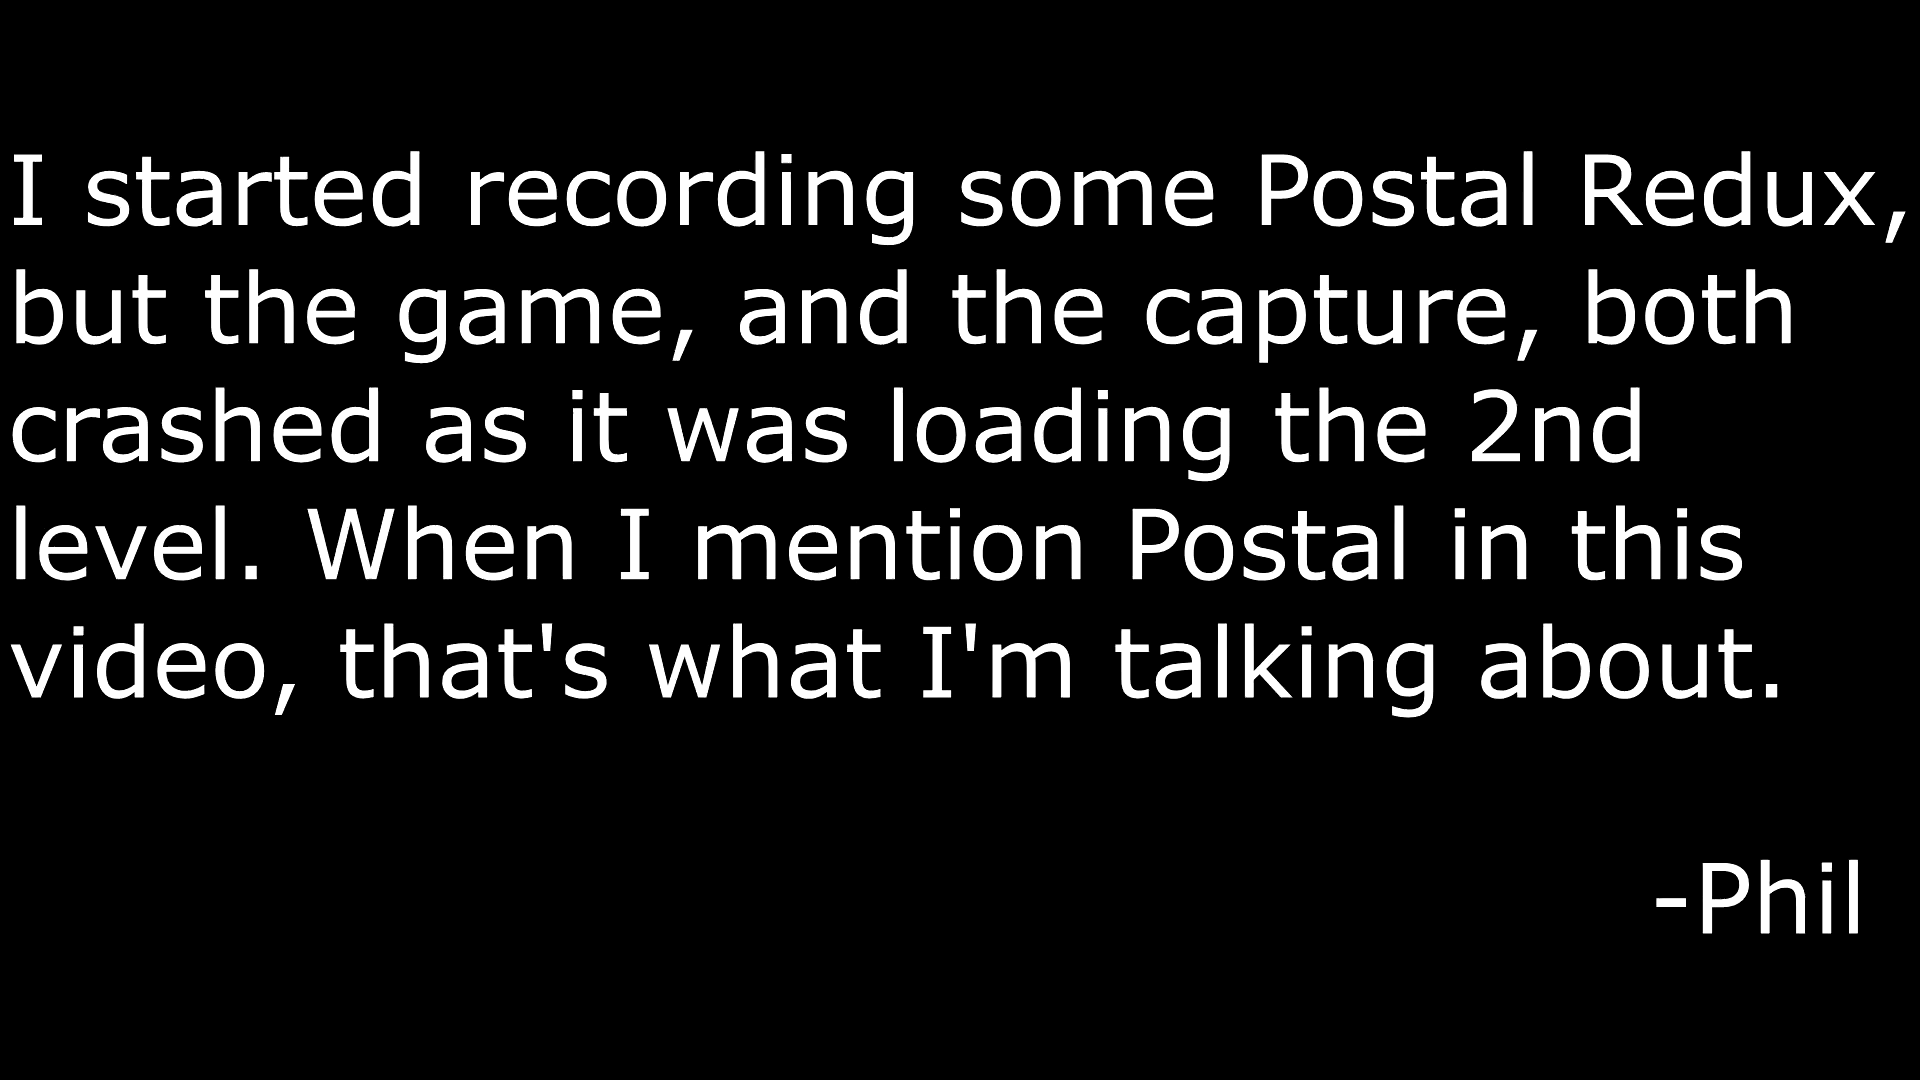 I started recording some Postal Redux,
but the game, and the capture, both
crashed as it was loading the 2nd
level. When I mention Postal in this
video, that's what I'm talking about.
-Phil